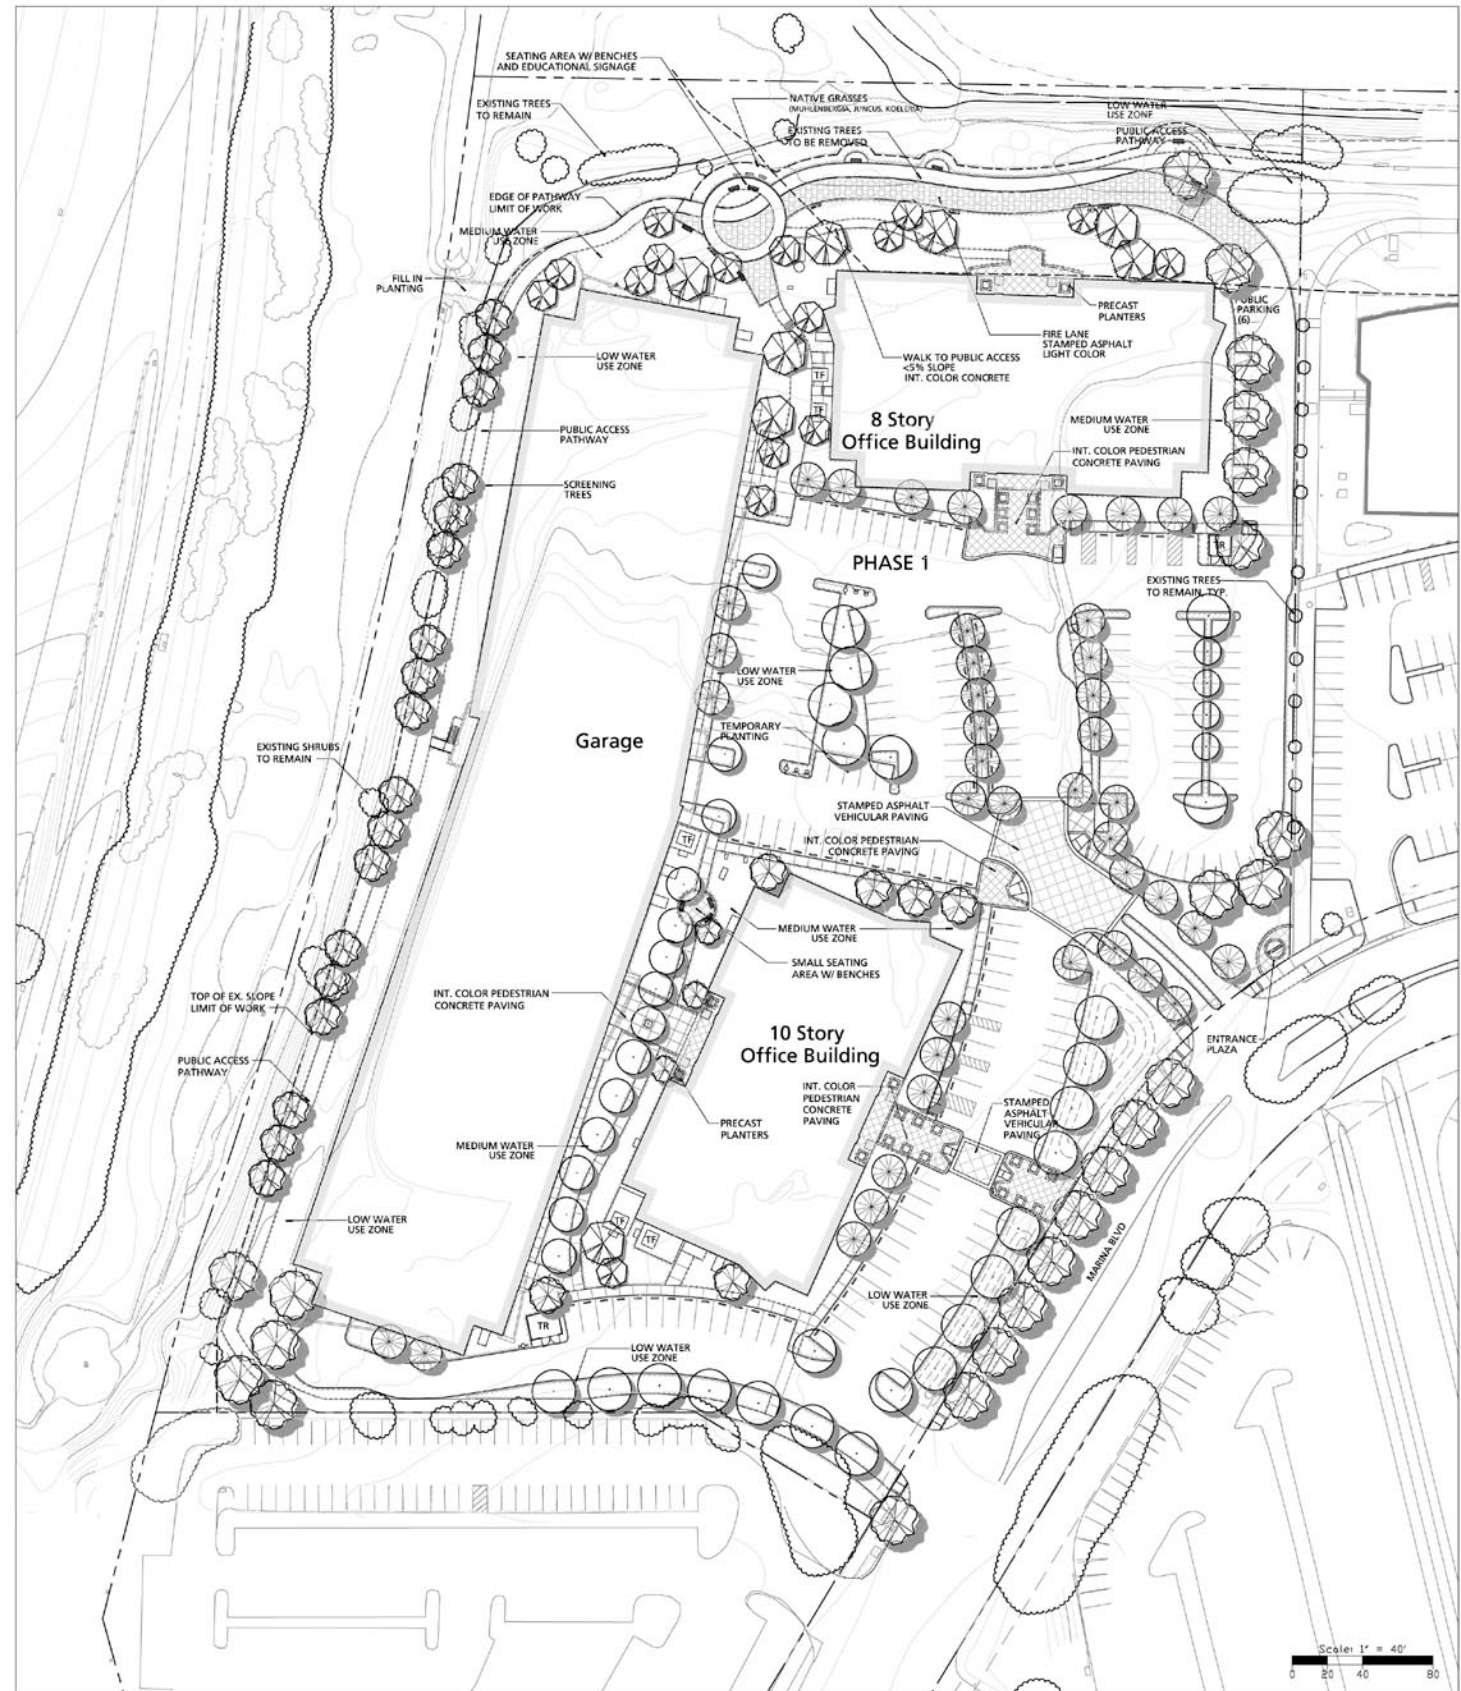 SEATING AREA W/ BENCHES
AND EDUCATIONAL SIGNAGE
EXISTING TREES
TO REMAIN
NATIVE GRASSES
(MUHLENBERGIA, JUNCUS, KOELERIA)
EXISTING TREES
TO BE REMOVED
LOW WATER
USE ZONE
PUBLIC ACCESS
PATHWAY
EDGE OF PATHWAY
LIMIT OF WORK
MEDIUM WATER
USE ZONE
FILL IN
PLANTING
PRECAST
PLANTERS
PUBLIC
PARKING
(6)
FIRE LANE
STAMPED ASPHALT
LIGHT COLOR
WALK TO PUBLIC ACCESS
<5% SLOPE
INT. COLOR CONCRETE
LOW WATER
USE ZONE
TF
TF
8 Story
Office Building
MEDIUM WATER
USE ZONE
PUBLIC ACCESS
PATHWAY
INT. COLOR PEDESTRIAN
CONCRETE PAVING
SCREENING
TREES
TR
PHASE 1
EXISTING TREES
TO REMAIN, TYP.
LOW WATER
USE ZONE
TEMPORARY
PLANTING
Garage
EXISTING SHRUBS
TO REMAIN
STAMPED ASPHALT
VEHICULAR PAVING
INT. COLOR PEDESTRIAN
CONCRETE PAVING
TF
MEDIUM WATER
USE ZONE
SMALL SEATING
AREA W/ BENCHES
TOP OF EX. SLOPE
LIMIT OF WORK
INT. COLOR PEDESTRIAN
CONCRETE PAVING
10 Story
Office Building
ENTRANCE
PLAZA
PUBLIC ACCESS
PATHWAY
INT. COLOR
PEDESTRIAN
CONCRETE
PAVING
STAMPED
ASPHALT
VEHICULAR
PAVING
PRECAST
PLANTERS
MEDIUM WATER
USE ZONE
LOW WATER
USE ZONE
TF
TF
MARINA BLVD
LOW WATER
USE ZONE
TR
LOW WATER
USE ZONE
Scale: 1" = 40'
0 20 40 80